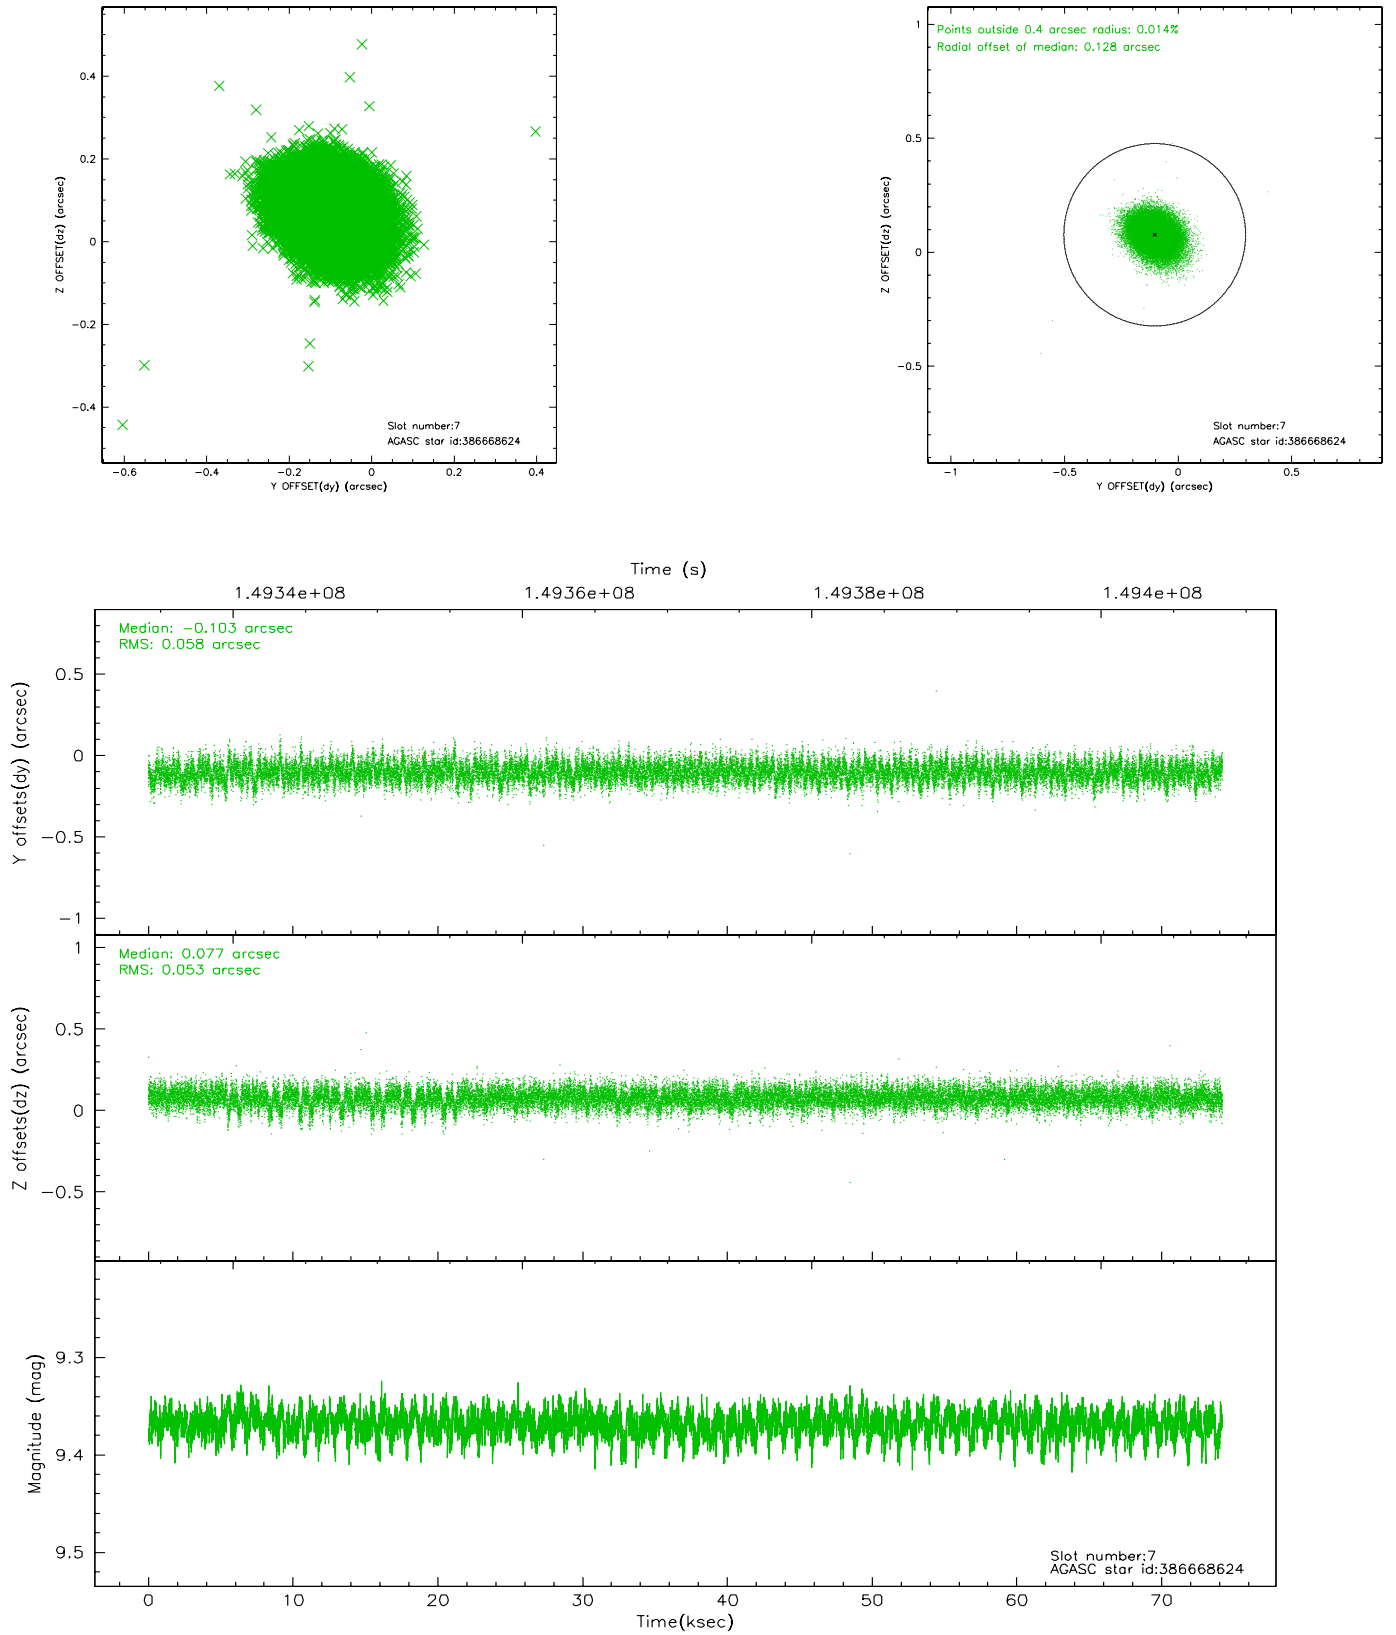 0.4
0.2
0
−0.2
−0.4
Z OFFSET(dz) (arcsec)
Slot number:7
AGASC star id:386668624
−0.6 −0.4 −0.2 0 0.2 0.4
Y OFFSET(dy) (arcsec)
Points outside 0.4 arcsec radius: 0.014%
Radial offset of median: 0.128 arcsec
1
0.5
0
−0.5
Z OFFSET(dz) (arcsec)
Slot number:7
AGASC star id:386668624
−1 −0.5 0 0.5
Y OFFSET(dy) (arcsec)
Time (s)
1.4934e+08 1.4936e+08 1.4938e+08 1.494e+08
Median: −0.103 arcsec
RMS: 0.058 arcsec
0.5
0
−0.5
−1
Y offsets(dy) (arcsec)
Median: 0.077 arcsec
RMS: 0.053 arcsec
1
0.5
0
−0.5
Z offsets(dz) (arcsec)
9.3
9.4
9.5
Magnitude (mag)
Slot number:7
AGASC star id:386668624
0 10 20 30 40 50 60 70
Time(ksec)